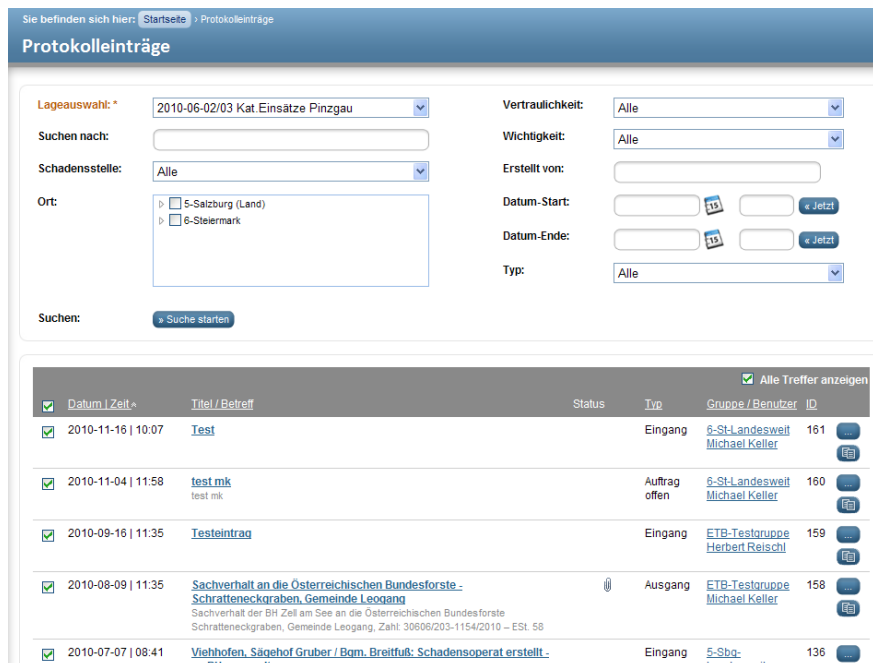 Sie befinden sich hier: Startseite › Protokolleinträge
Protokolleinträge
Lageauswahl: * 2010-06-02/03 Kat.Einsätze Pinzgau
Suchen nach:
Schadensstelle: Alle
Ort: 5-Salzburg (Land)
6-Steiermark
Suchen: » Suche starten
Vertraulichkeit: Alle
Wichtigkeit: Alle
Erstellt von:
Datum-Start: 15 « Jetzt
Datum-Ende: 15 « Jetzt
Typ: Alle
Alle Treffer anzeigen
Datum | Zeit Titel / Betreff Status Typ Gruppe / Benutzer ID
2010-11-16 | 10:07 Test Eingang 6-St-Landesweit 161 ...
Michael Keller
2010-11-04 | 11:58 test mk Auftrag 6-St-Landesweit 160 ...
test mk offen Michael Keller
2010-09-16 | 11:35 Testeintrag Eingang ETB-Testgruppe 159 ...
Herbert Reischl
2010-08-09 | 11:35 Sachverhalt an die Österreichischen Bundesforste - Ausgang ETB-Testgruppe 158 ...
Schratteneckgraben, Gemeinde Leogang Michael Keller
Sachverhalt der BH Zell am See an die Österreichischen Bundesforste
Schratteneckgraben, Gemeinde Leogang, Zahl: 30606/203-1154/2010 – ESt. 58
2010-07-07 | 08:41 Viehhofen, Sägehof Gruber / Bgm. Breitfuß: Schadensoperat erstellt - Eingang 5-Sbg- 136 ...